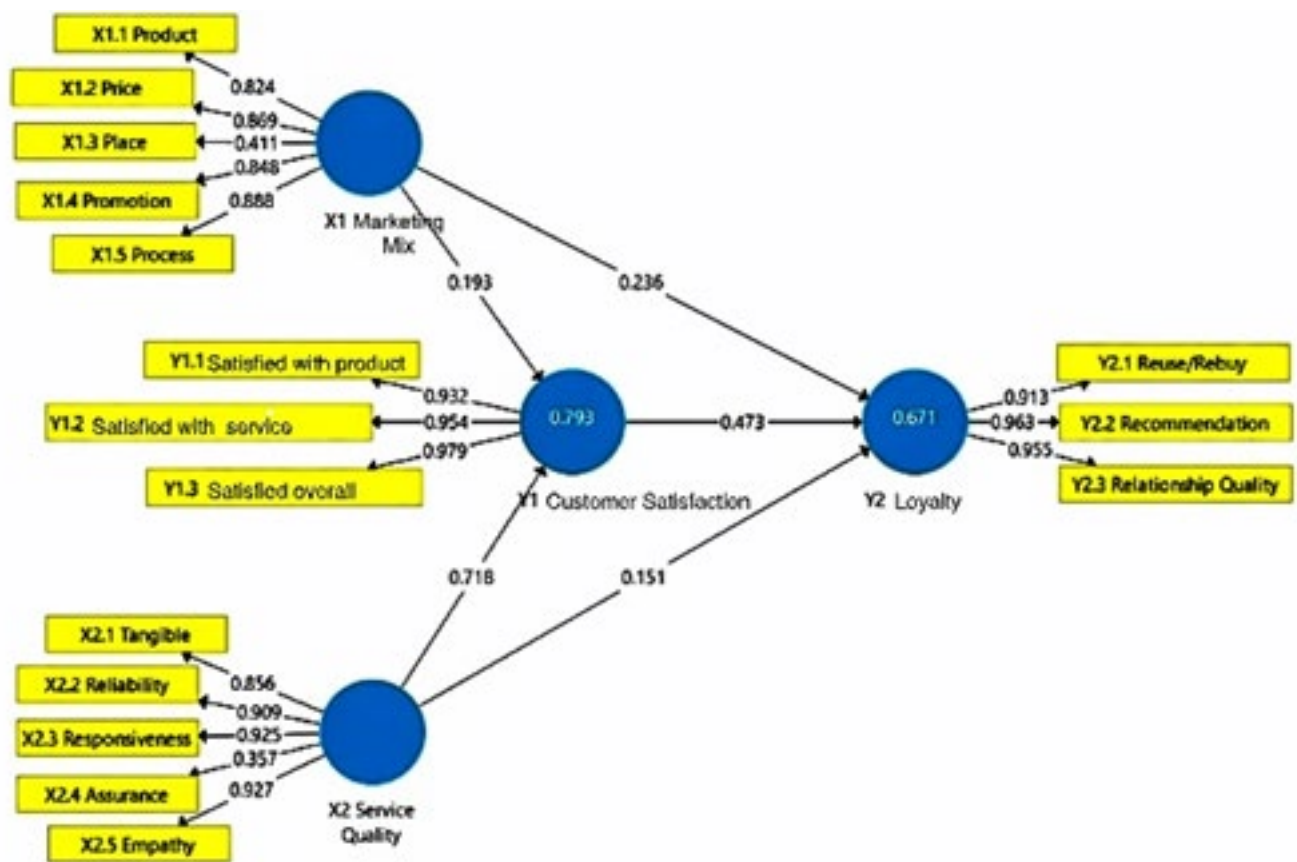 X1.1 Product
0.824
X1.2 Price
0.869
X1.3 Place
0.411
0.848
X1.4 Promotion
0.888
X1.5 Process
X1 Marketing
Mix
0.193
0.236
Y1.1 Satisfied with product
0.932
Y1.2 Satisfied with service
0.954
0.979
Y1.3 Satisfied overall
0.793
Y1 Customer Satisfaction
0.473
0.671
Y2 Loyalty
Y2.1 Reuse/Rebuy
0.913
0.963
Y2.2 Recommendation
0.955
Y2.3 Relationship Quality
0.718
0.151
X2.1 Tangible
0.856
X2.2 Reliability
0.909
X2.3 Responsiveness
0.925
0.357
X2.4 Assurance
0.927
X2.5 Empathy
X2 Service
Quality